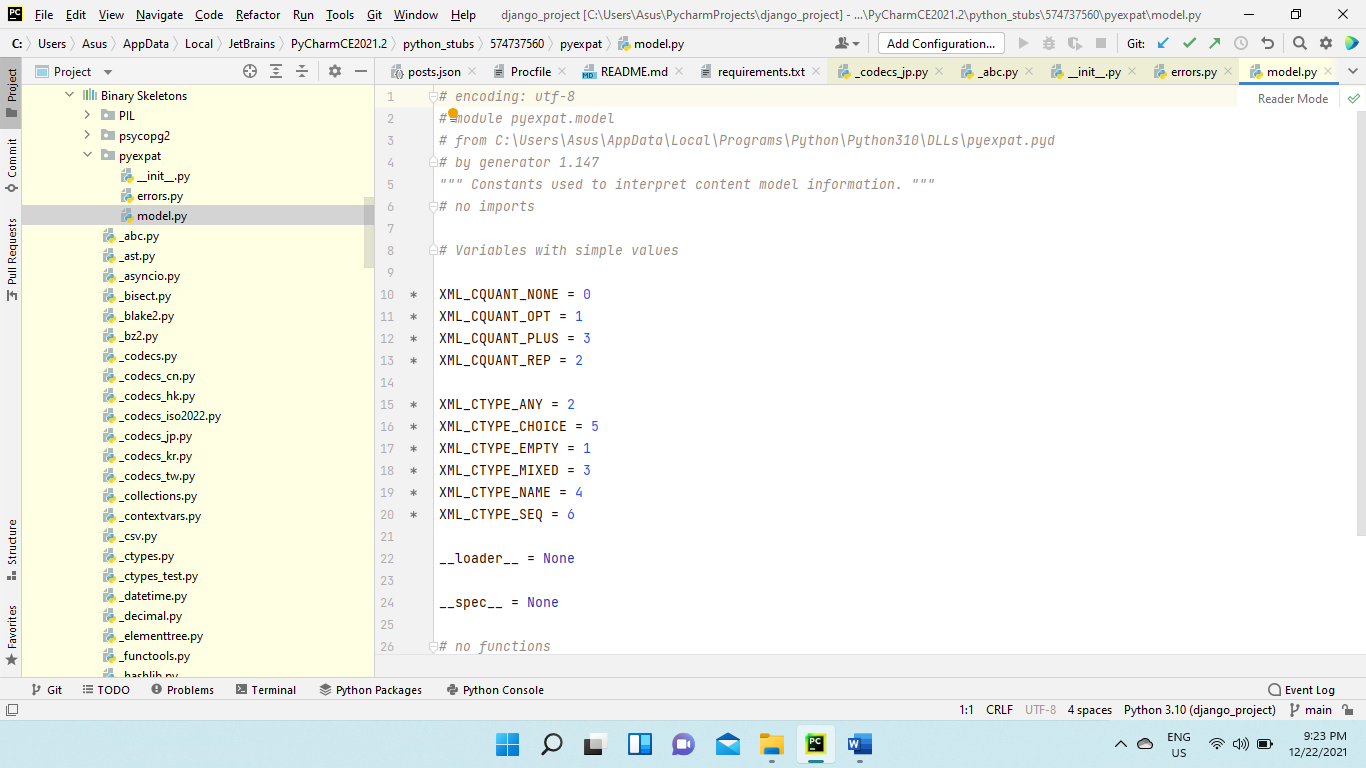 PC File Edit View Navigate Code Refactor Run Tools Git Window Help django_project [C:\Users\Asus\PycharmProjects\django_project] - ...\PyCharmCE2021.2\python_stubs\574737560\pyexpat\model.py
C: Users Asus AppData Local JetBrains PyCharmCE2021.2 python_stubs 574737560 pyexpat model.py Add Configuration... Git:
Project posts.json Procfile README.md requirements.txt _codecs_jp.py _abc.py __init__.py errors.py model.py
Reader Mode
Project
Commit
Pull Requests
Structure
Favorites
Binary Skeletons
PIL
psycopg2
pyexpat
__init__.py
errors.py
model.py
_abc.py
_ast.py
_asyncio.py
_bisect.py
_blake2.py
_bz2.py
_codecs.py
_codecs_cn.py
_codecs_hk.py
_codecs_iso2022.py
_codecs_jp.py
_codecs_kr.py
_codecs_tw.py
_collections.py
_contextvars.py
_csv.py
_ctypes.py
_ctypes_test.py
_datetime.py
_decimal.py
_elementtree.py
_functools.py
_hashlib.py
1 # encoding: utf-8
2 # module pyexpat.model
3 # from C:\Users\Asus\AppData\Local\Programs\Python\Python310\DLLs\pyexpat.pyd
4 # by generator 1.147
5 """ Constants used to interpret content model information. """
6 # no imports
7
8 # Variables with simple values
9
10 * XML_CQUANT_NONE = 0
11 * XML_CQUANT_OPT = 1
12 * XML_CQUANT_PLUS = 3
13 * XML_CQUANT_REP = 2
14
15 * XML_CTYPE_ANY = 2
16 * XML_CTYPE_CHOICE = 5
17 * XML_CTYPE_EMPTY = 1
18 * XML_CTYPE_MIXED = 3
19 * XML_CTYPE_NAME = 4
20 * XML_CTYPE_SEQ = 6
21
22 __loader__ = None
23
24 __spec__ = None
25
26 # no functions
Git TODO Problems Terminal Python Packages Python Console Event Log
1:1 CRLF UTF-8 4 spaces Python 3.10 (django_project) main
PC W ENG US 9:23 PM
12/22/2021